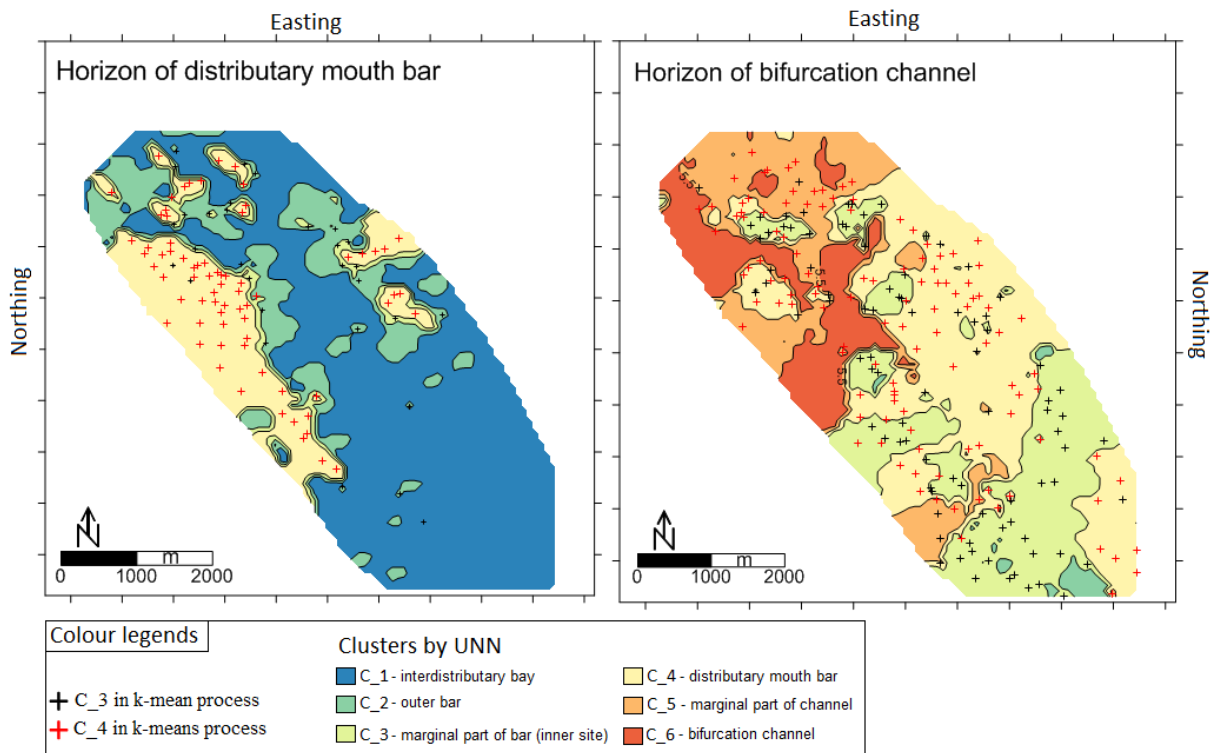 Easting
Easting
Horizon of distributary mouth bar
Horizon of bifurcation channel
5.5
5.5
5.5
Northing
Northing
N
N
m
0 1000 2000
m
0 1000 2000
Colour legends
Clusters by UNN
C_1 - interdistributary bay
C_4 - distributary mouth bar
C_3 in k-mean process
C_2 - outer bar
C_5 - marginal part of channel
C_4 in k-means process
C_3 - marginal part of bar (inner site)
C_6 - bifurcation channel